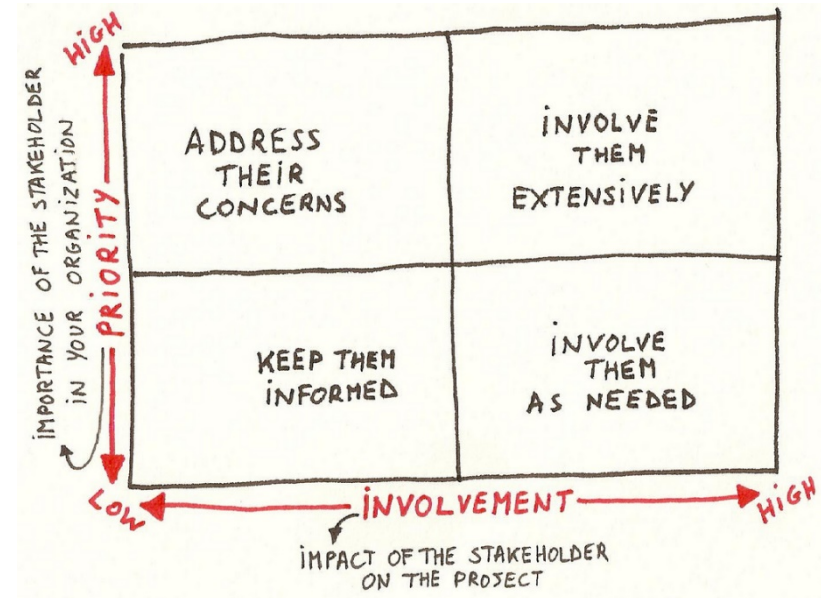 HIGH
ADDRESS
THEIR
CONCERNS
INVOLVE
THEM
EXTENSIVELY
IMPORTANCE OF THE STAKEHOLDER
IN YOUR ORGANIZATION
PRIORITY
KEEP THEM
INFORMED
INVOLVE
THEM
AS NEEDED
LOW
INVOLVEMENT
HIGH
IMPACT OF THE STAKEHOLDER
ON THE PROJECT